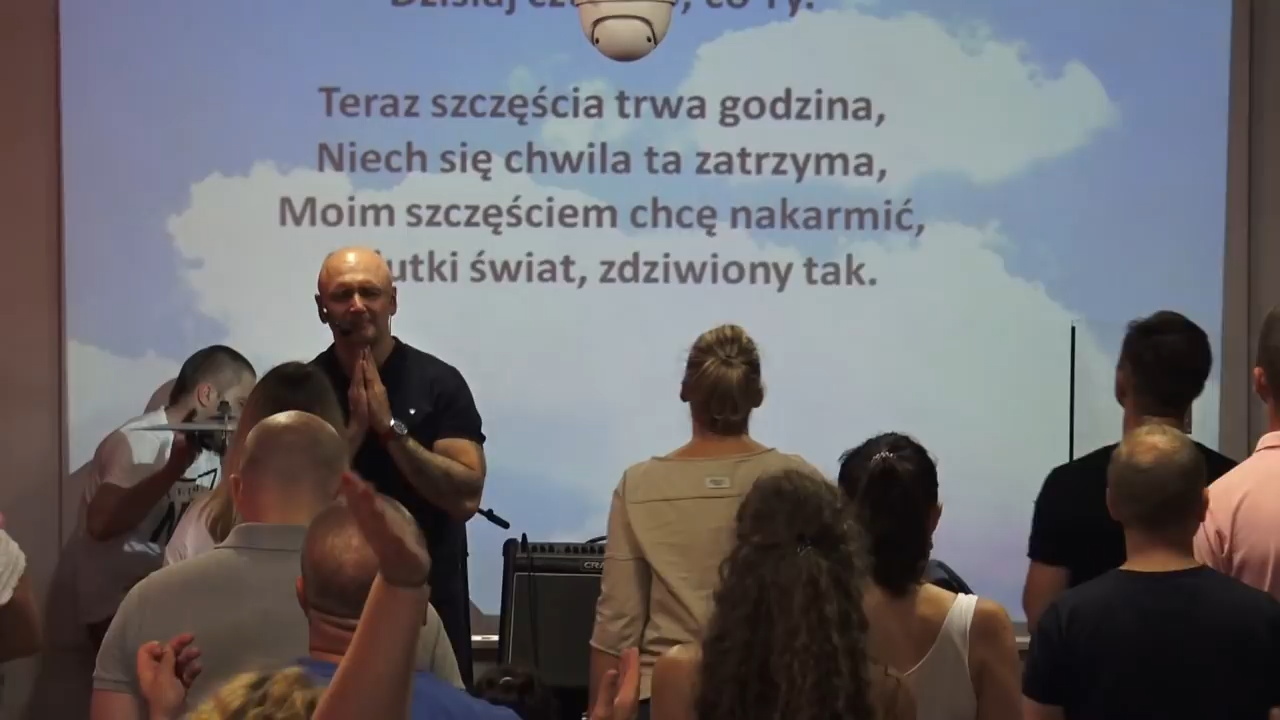 Teraz szczęścia trwa godzina,
Niech się chwila ta zatrzyma,
Moim szczęściem chcę nakarmić,
świat, zdziwiony tak.